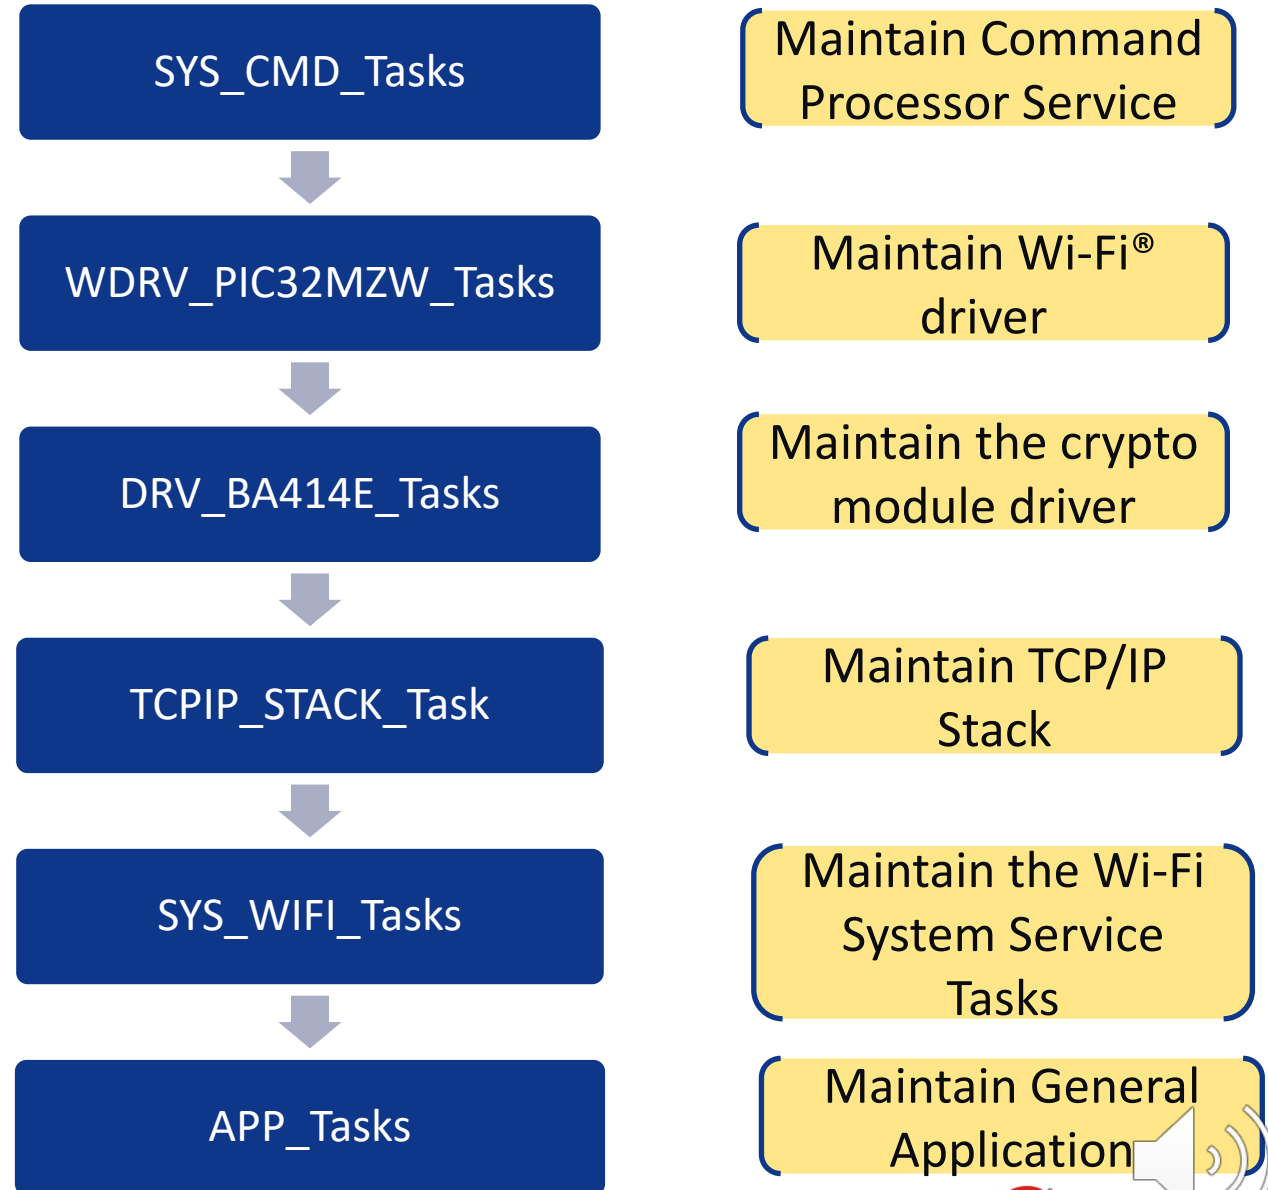 SYS_CMD_Tasks
Maintain Command
Processor Service
WDRV_PIC32MZW_Tasks
Maintain Wi-Fi®
driver
DRV_BA414E_Tasks
Maintain the crypto
module driver
TCPIP_STACK_Task
Maintain TCP/IP
Stack
SYS_WIFI_Tasks
Maintain the Wi-Fi
System Service
Tasks
APP_Tasks
Maintain General
Application